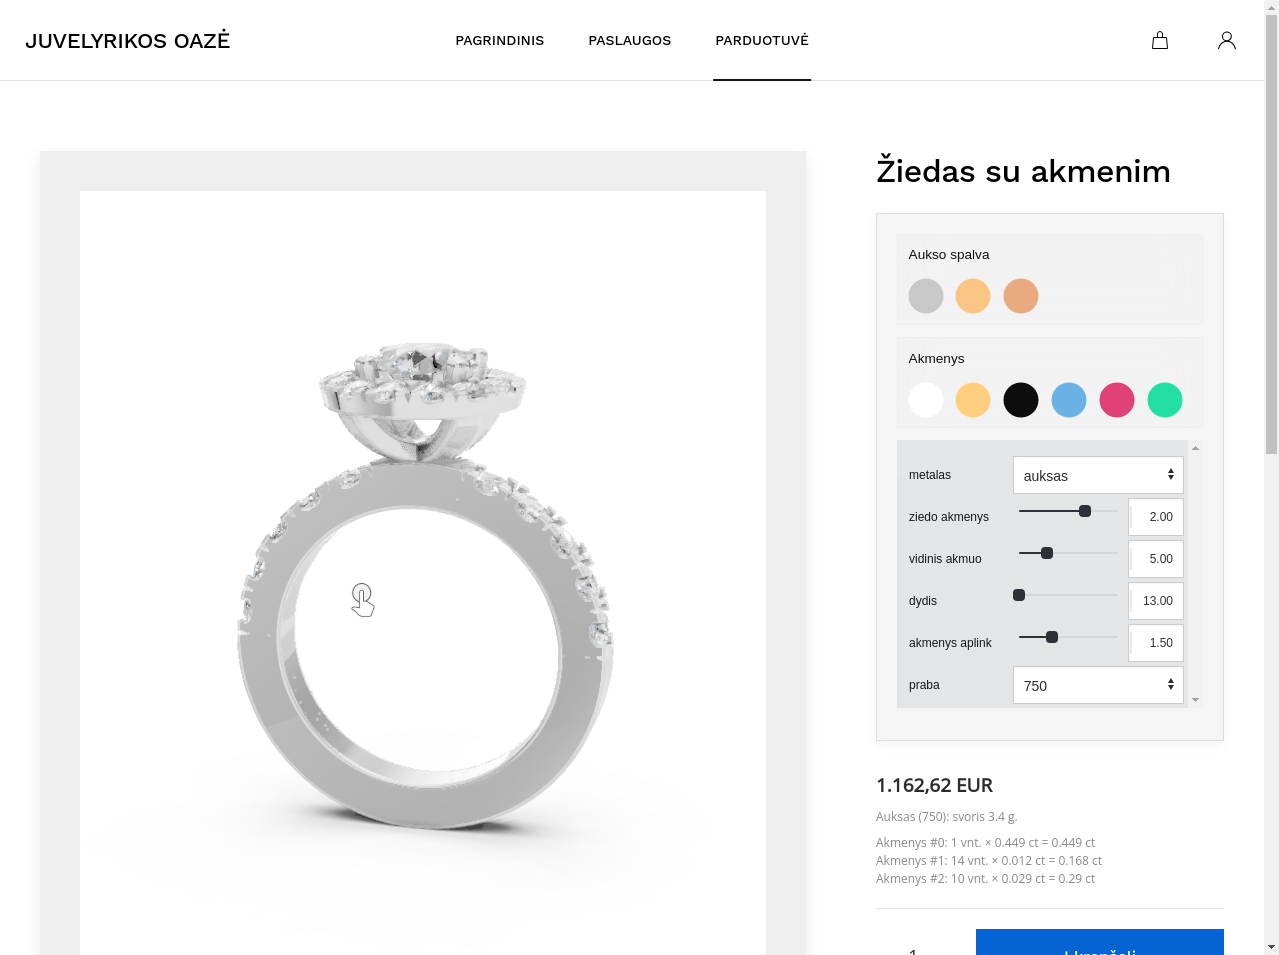 JUVELYRIKOS OAZĖ
PAGRINDINIS
PASLAUGOS
PARDUOTUVĖ
Žiedas su akmenim
Aukso spalva
Akmenys
metalas
auksas
ziedo akmenys
2.00
vidinis akmuo
5.00
dydis
13.00
akmenys aplink
1.50
praba
750
1.162,62 EUR
Auksas (750): svoris 3.4 g.
Akmenys #0: 1 vnt. × 0.449 ct = 0.449 ct
Akmenys #1: 14 vnt. × 0.012 ct = 0.168 ct
Akmenys #2: 10 vnt. × 0.029 ct = 0.29 ct
1